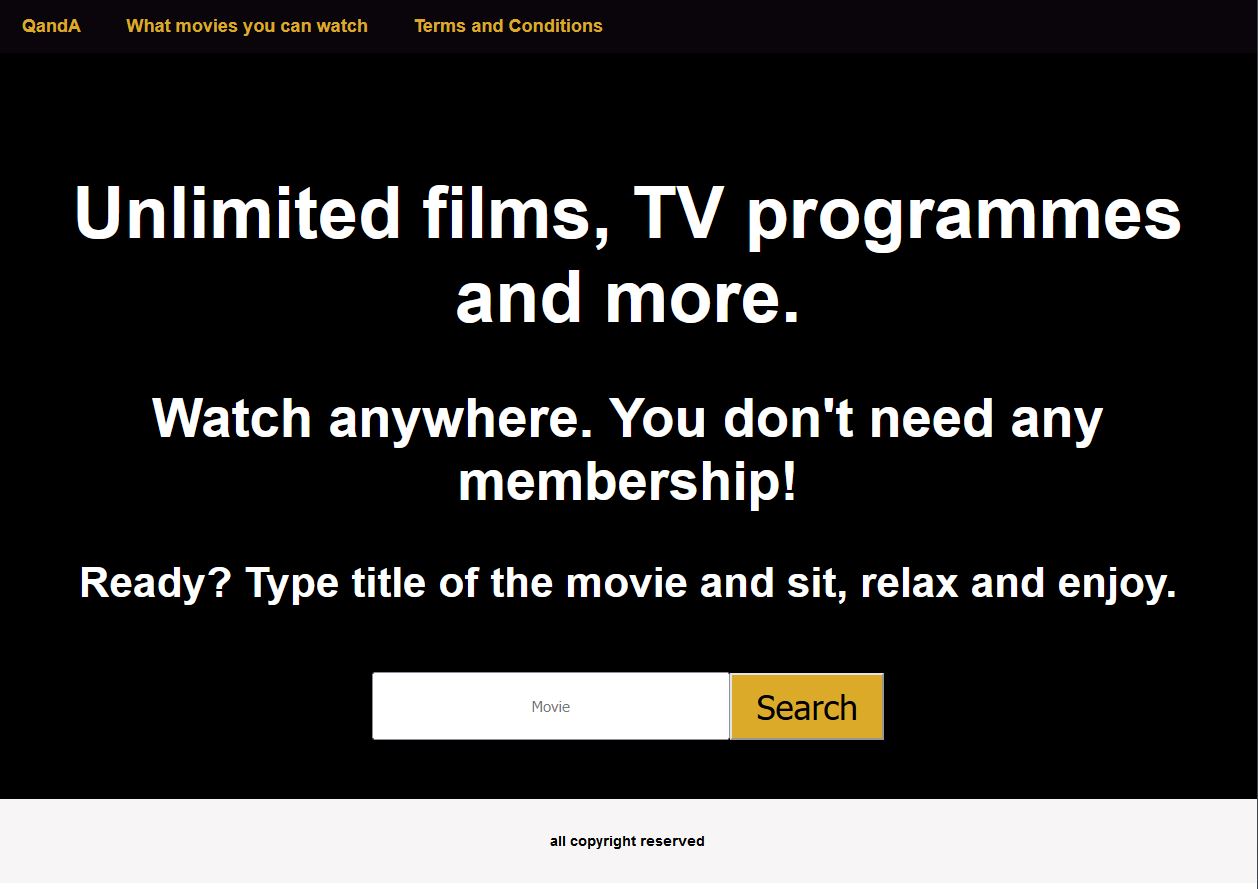 QandA What movies you can watch Terms and Conditions
Unlimited films, TV programmes
and more.
Watch anywhere. You don't need any
membership!
Ready? Type title of the movie and sit, relax and enjoy.
Movie Search
all copyright reserved